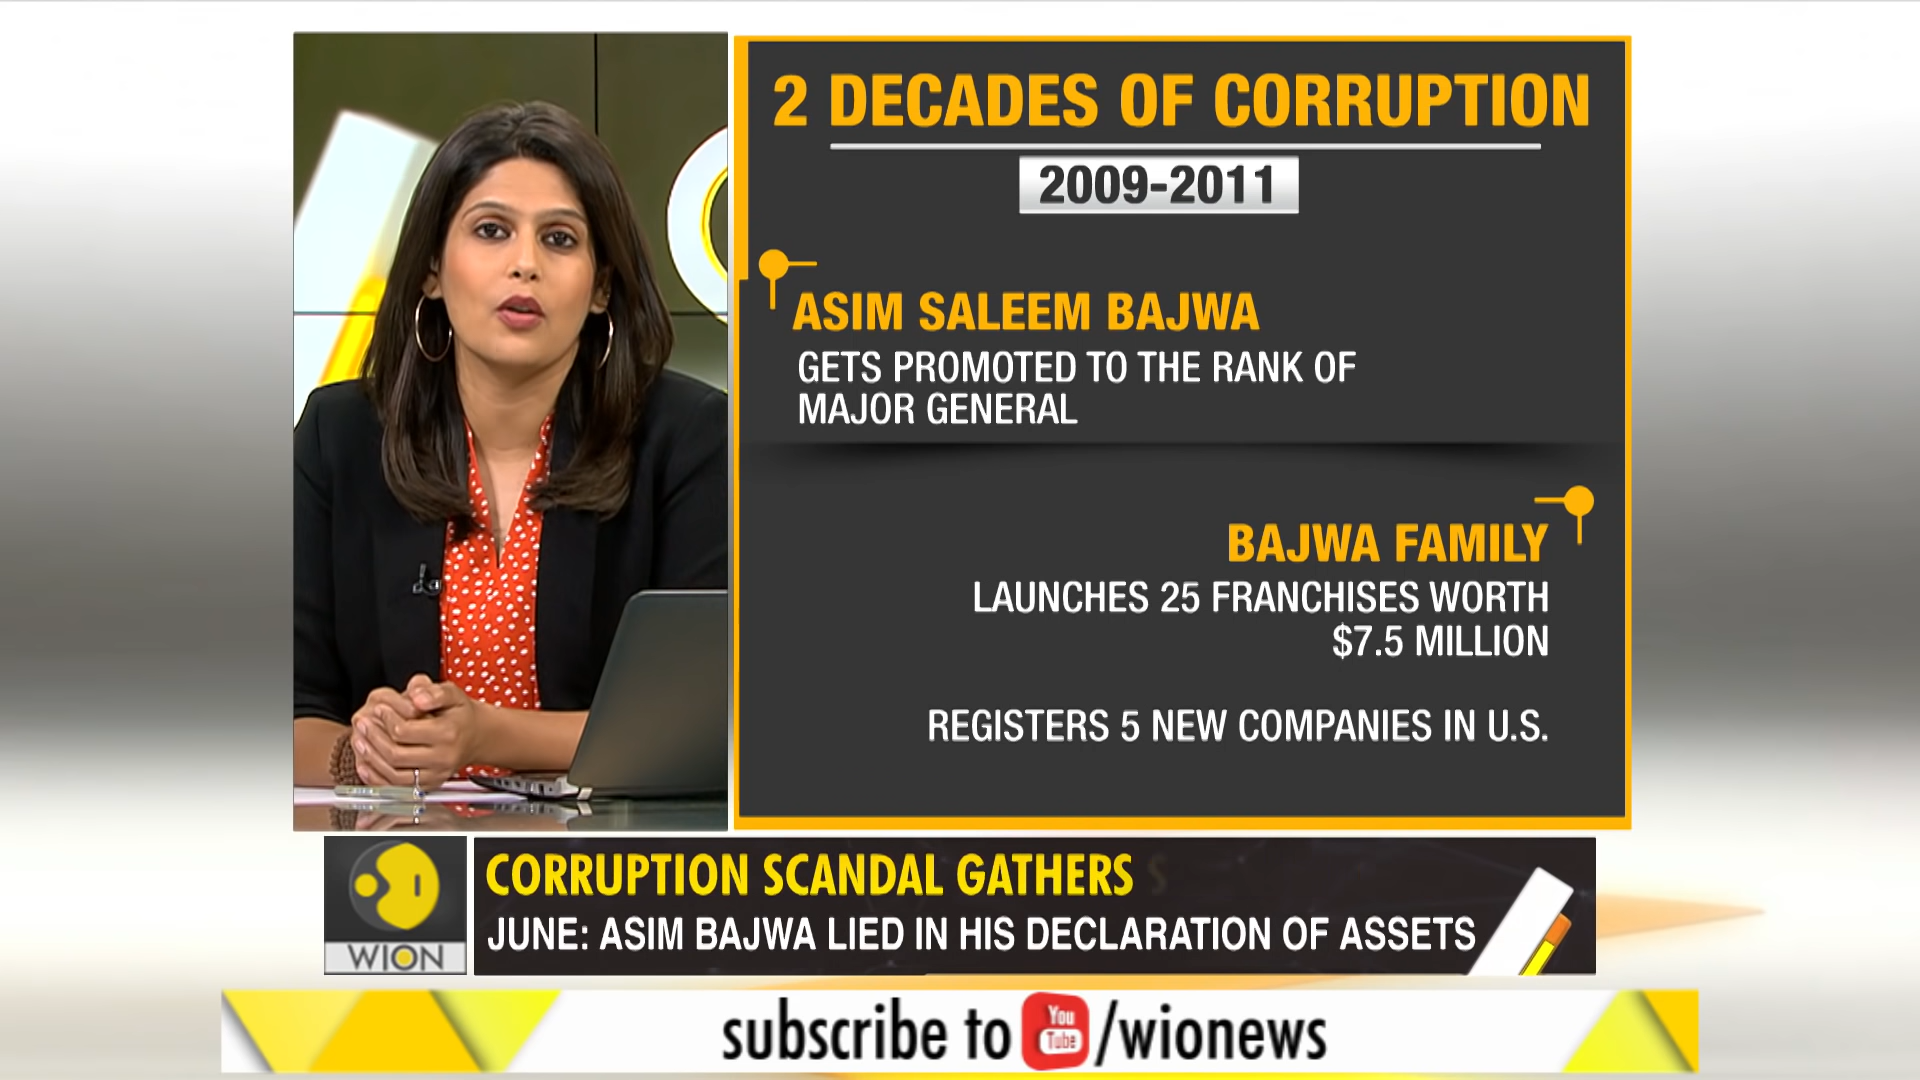 2 DECADES OF CORRUPTION
2009-2011
ASIM SALEEM BAJWA
GETS PROMOTED TO THE RANK OF
MAJOR GENERAL
BAJWA FAMILY
LAUNCHES 25 FRANCHISES WORTH
$7.5 MILLION
REGISTERS 5 NEW COMPANIES IN U.S.
CORRUPTION SCANDAL GATHERS S
JUNE: ASIM BAJWA LIED IN HIS DECLARATION OF ASSETS
WION
subscribe to You Tube /wionews